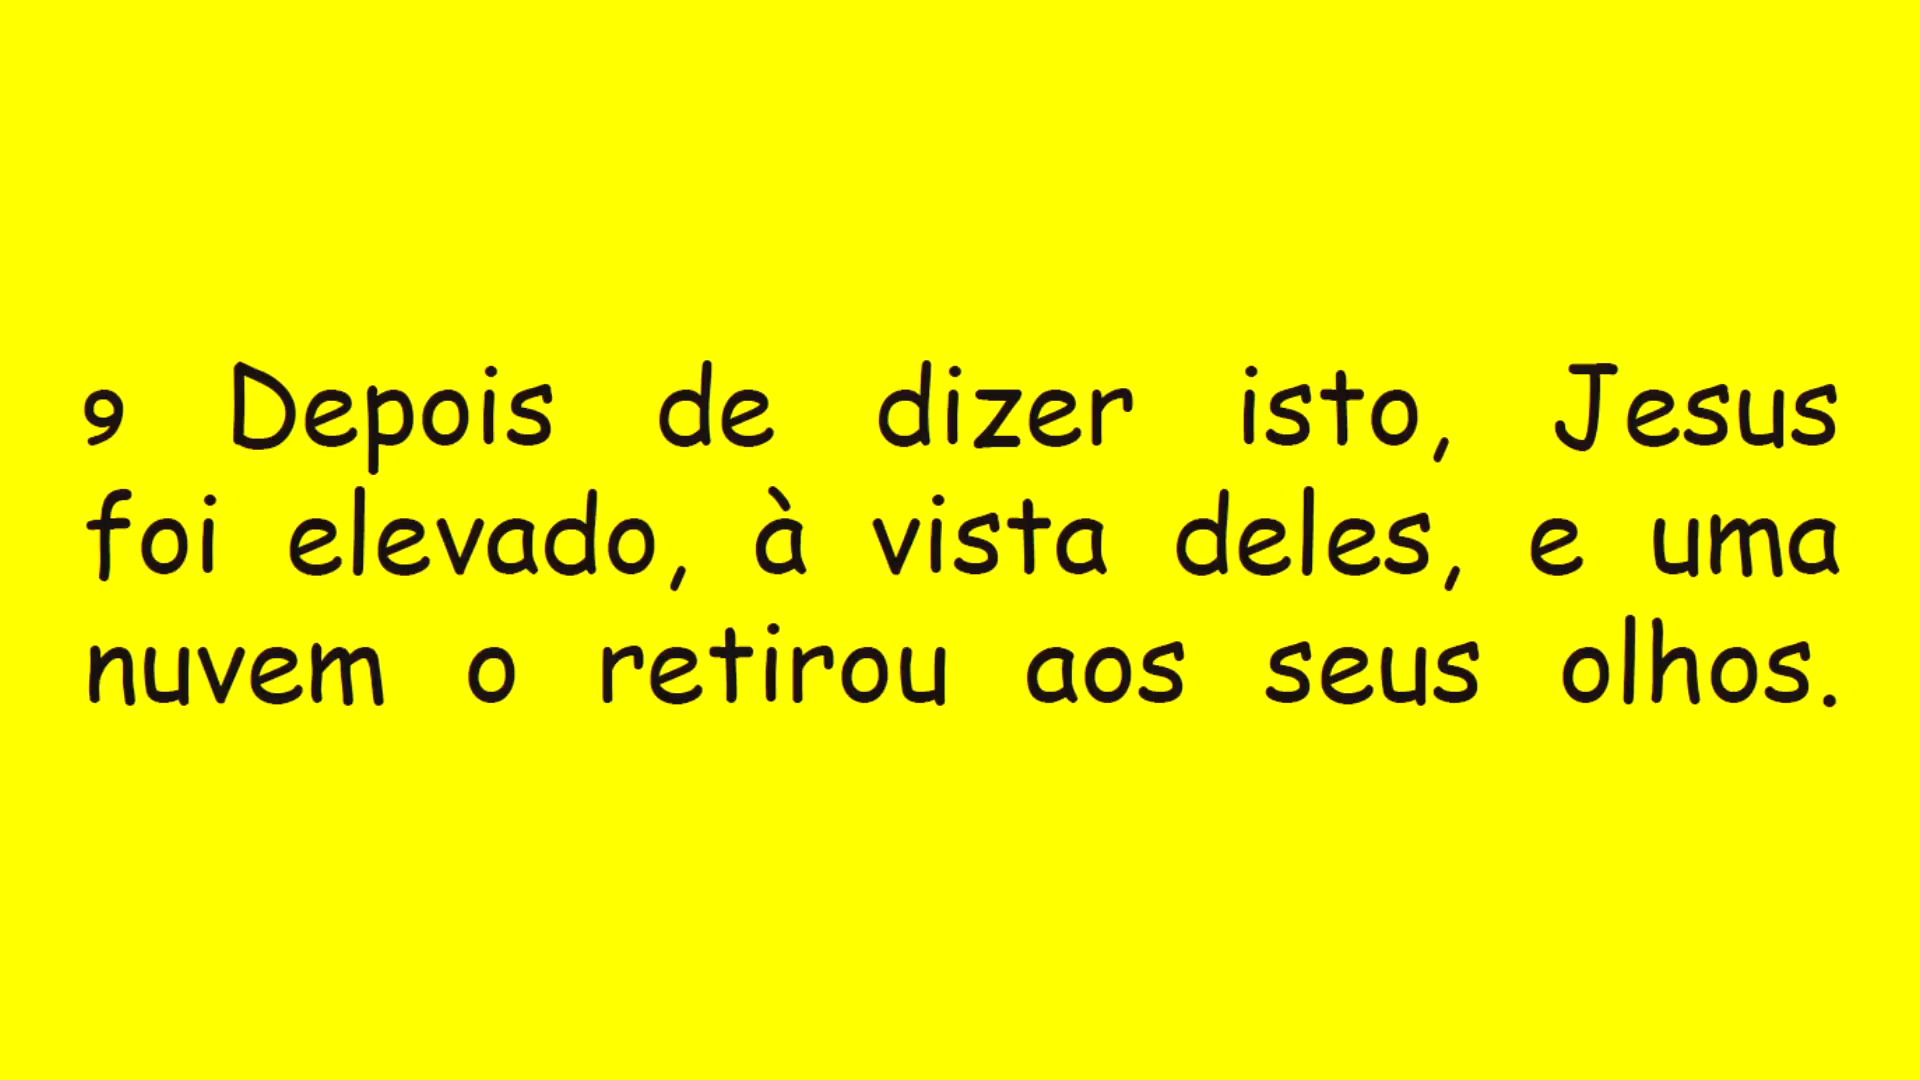 9 Depois de dizer isto, Jesus
foi elevado, à vista deles, e uma
nuvem o retirou aos seus olhos.